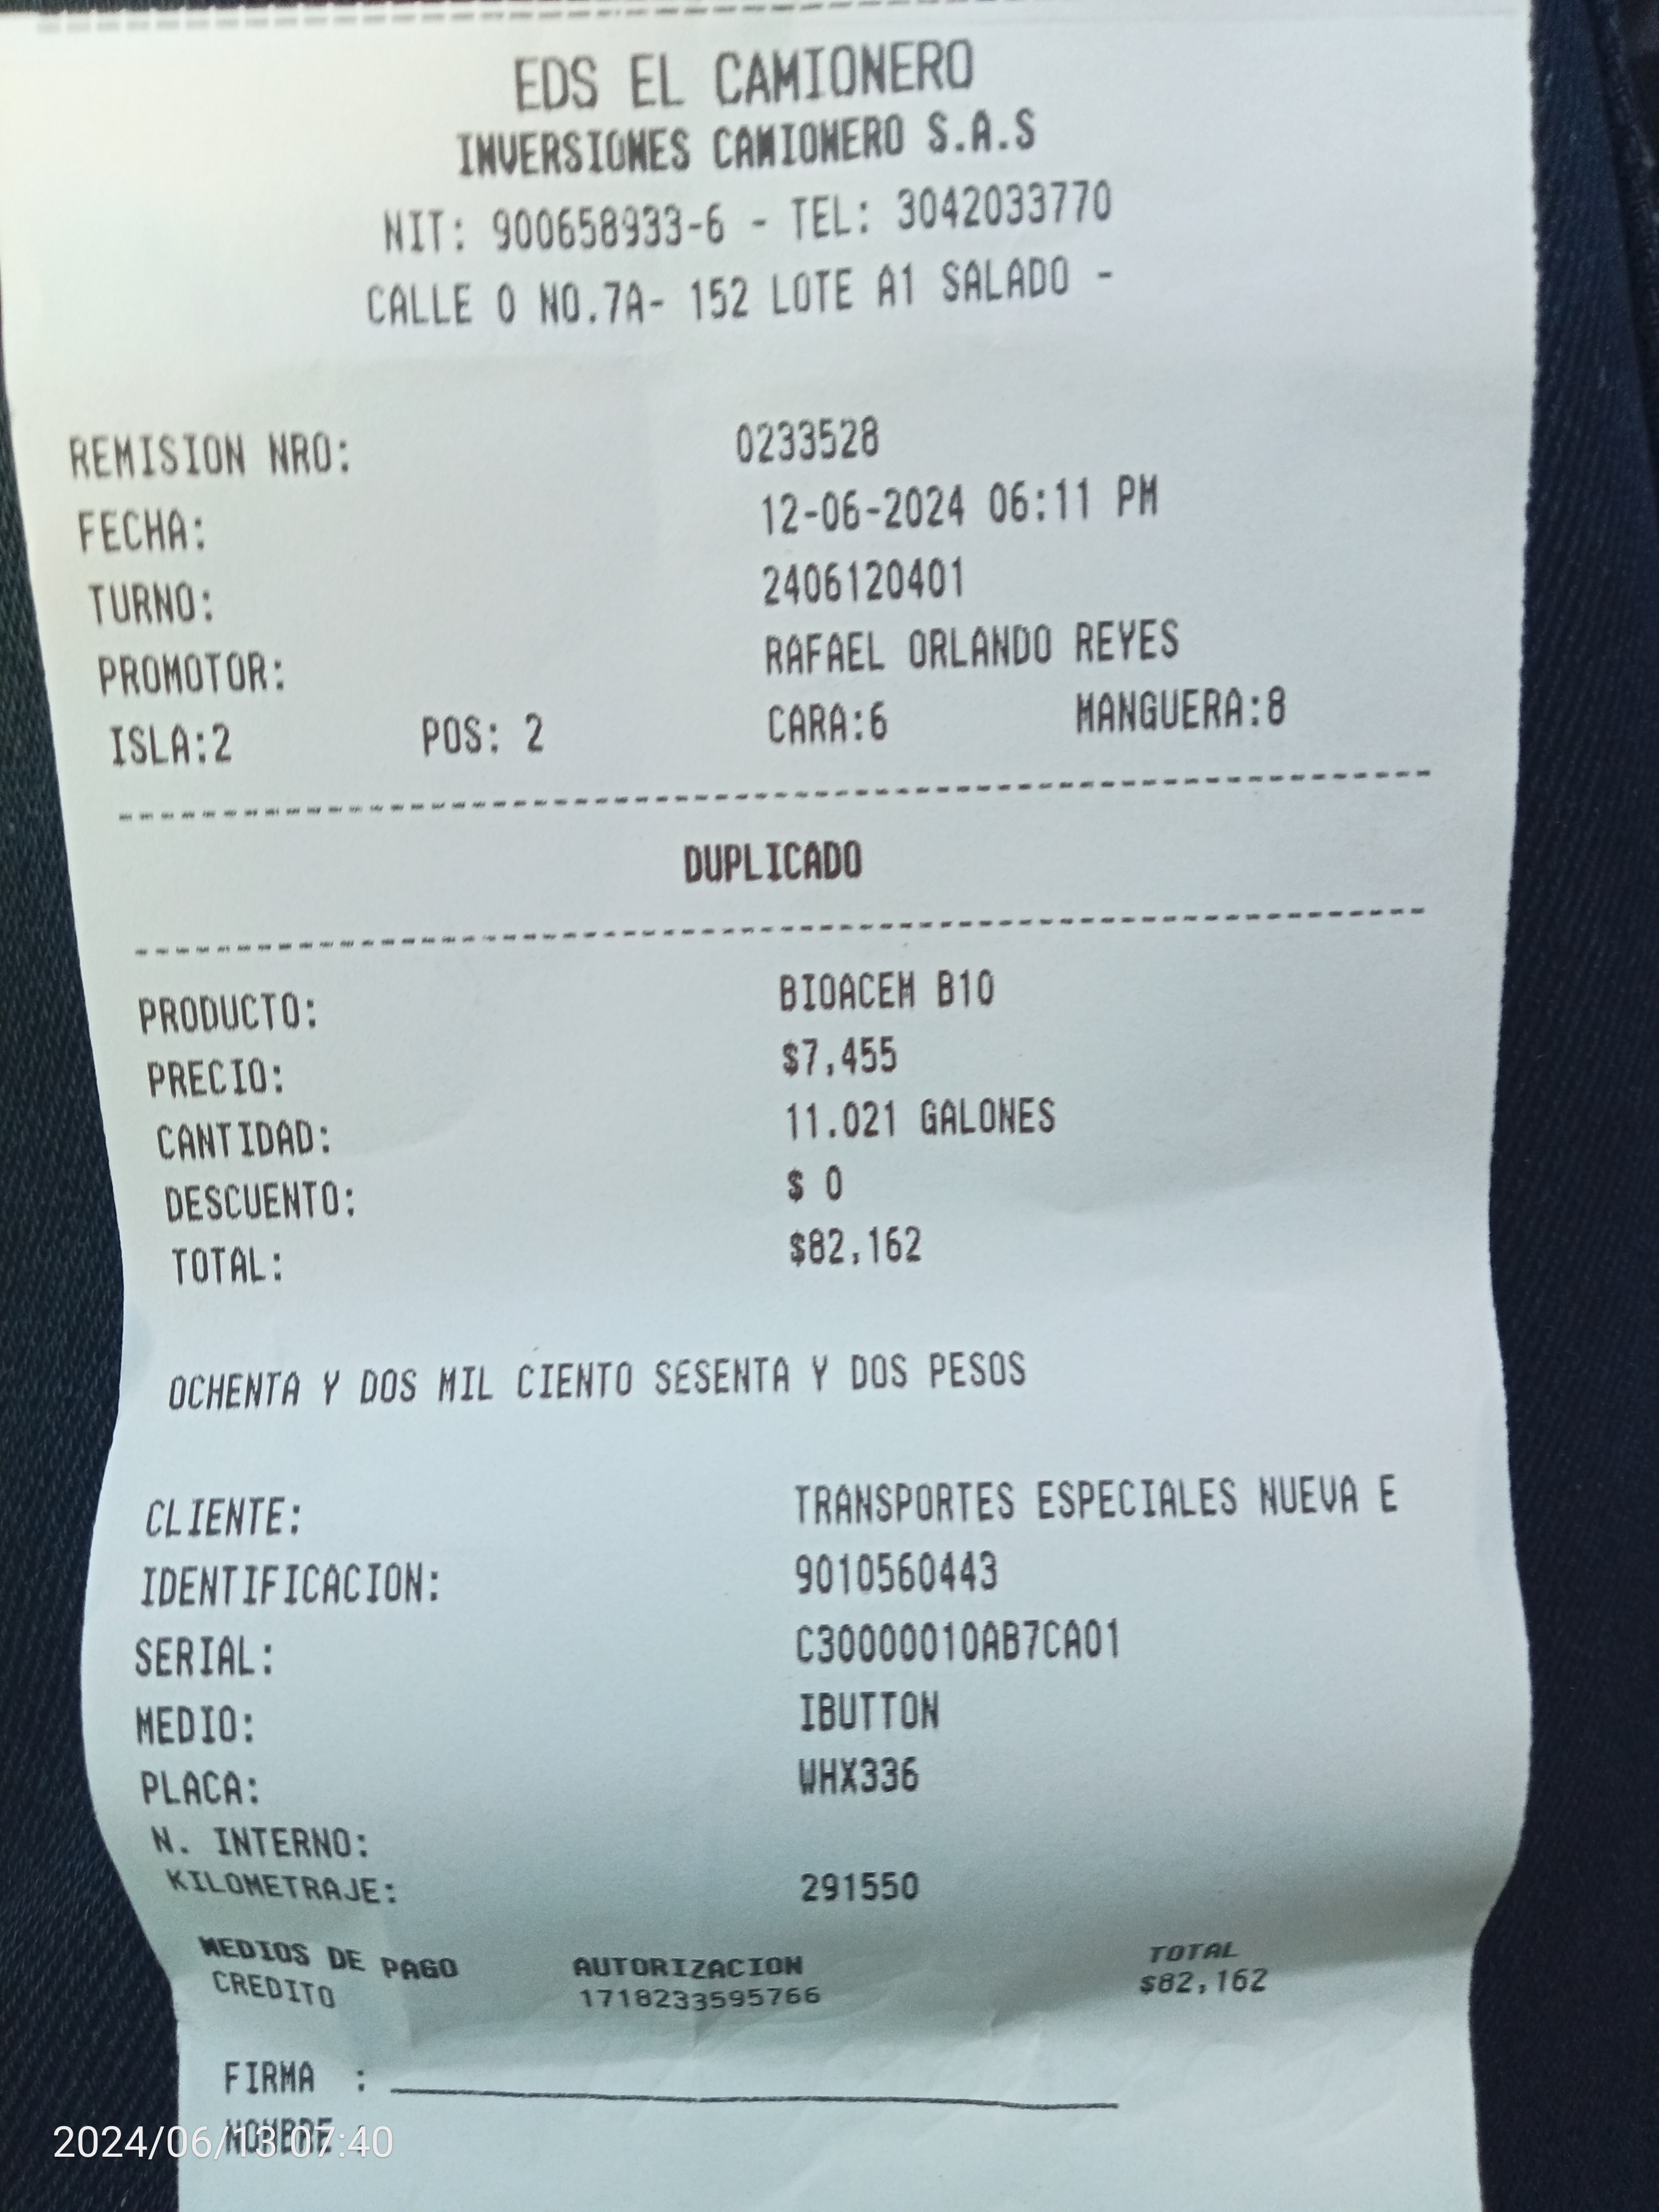 EDS EL CAMIONERO
INVERSIONES CAMIONERO S.A.S
NIT: 900658933-6 - TEL: 3042033770
CALLE 0 NO.7A- 152 LOTE A1 SALADO -
REMISION NRO: 0233528
FECHA: 12-06-2024 06:11 PM
TURNO: 2406120401
PROMOTOR: RAFAEL ORLANDO REYES
ISLA:2 POS: 2 CARA:6 MANGUERA:8
DUPLICADO
PRODUCTO: BIOACEM B10
PRECIO: $7,455
CANTIDAD: 11.021 GALONES
DESCUENTO: $ 0
TOTAL: $82,162
OCHENTA Y DOS MIL CIENTO SESENTA Y DOS PESOS
CLIENTE: TRANSPORTES ESPECIALES NUEVA E
IDENTIFICACION: 9010560443
SERIAL: C30000010AB7CA01
MEDIO: IBUTTON
PLACA: WHX336
N. INTERNO:
KILOMETRAJE: 291550
MEDIOS DE PAGO AUTORIZACION TOTAL
CREDITO 1718233595766 $82,162
FIRMA :
NOMBRE :
2024/06/13 07:40